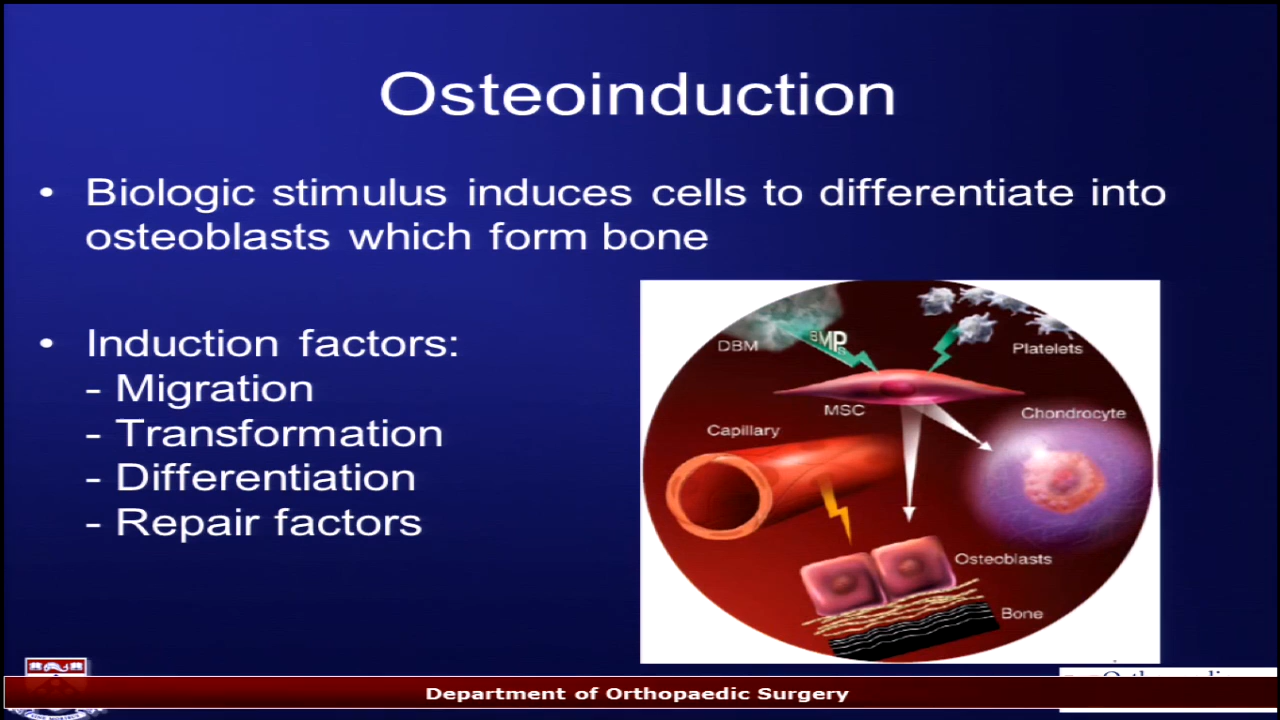 Osteoinduction
• Biologic stimulus induces cells to differentiate into
osteoblasts which form bone
• Induction factors:
- Migration
- Transformation
- Differentiation
- Repair factors
DBM
BMPs
Platelets
MSC
Chondrocyte
Capillary
Osteoblasts
Bone
Department of Orthopaedic Surgery